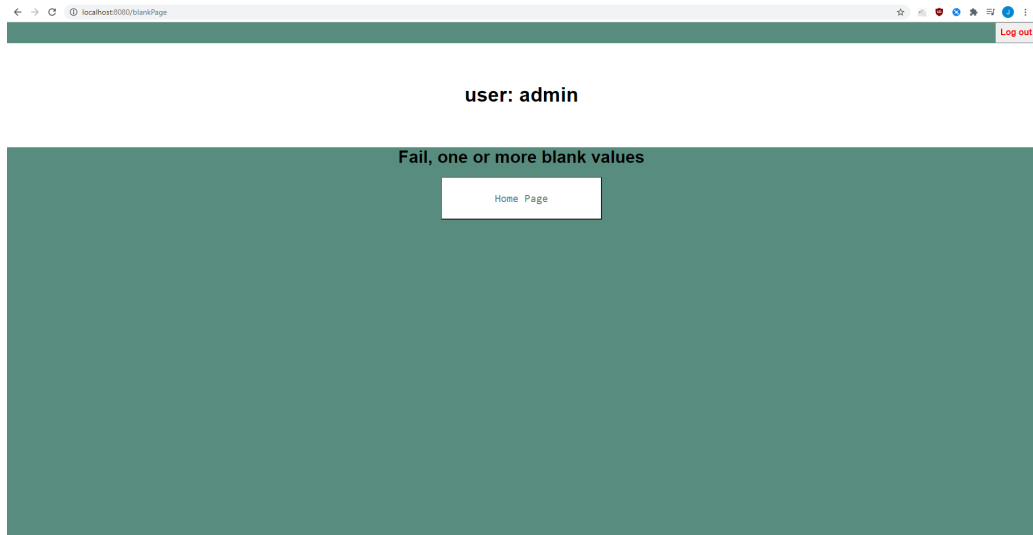 localhost:8080/blankPage
Log out
user: admin
Fail, one or more blank values
Home Page